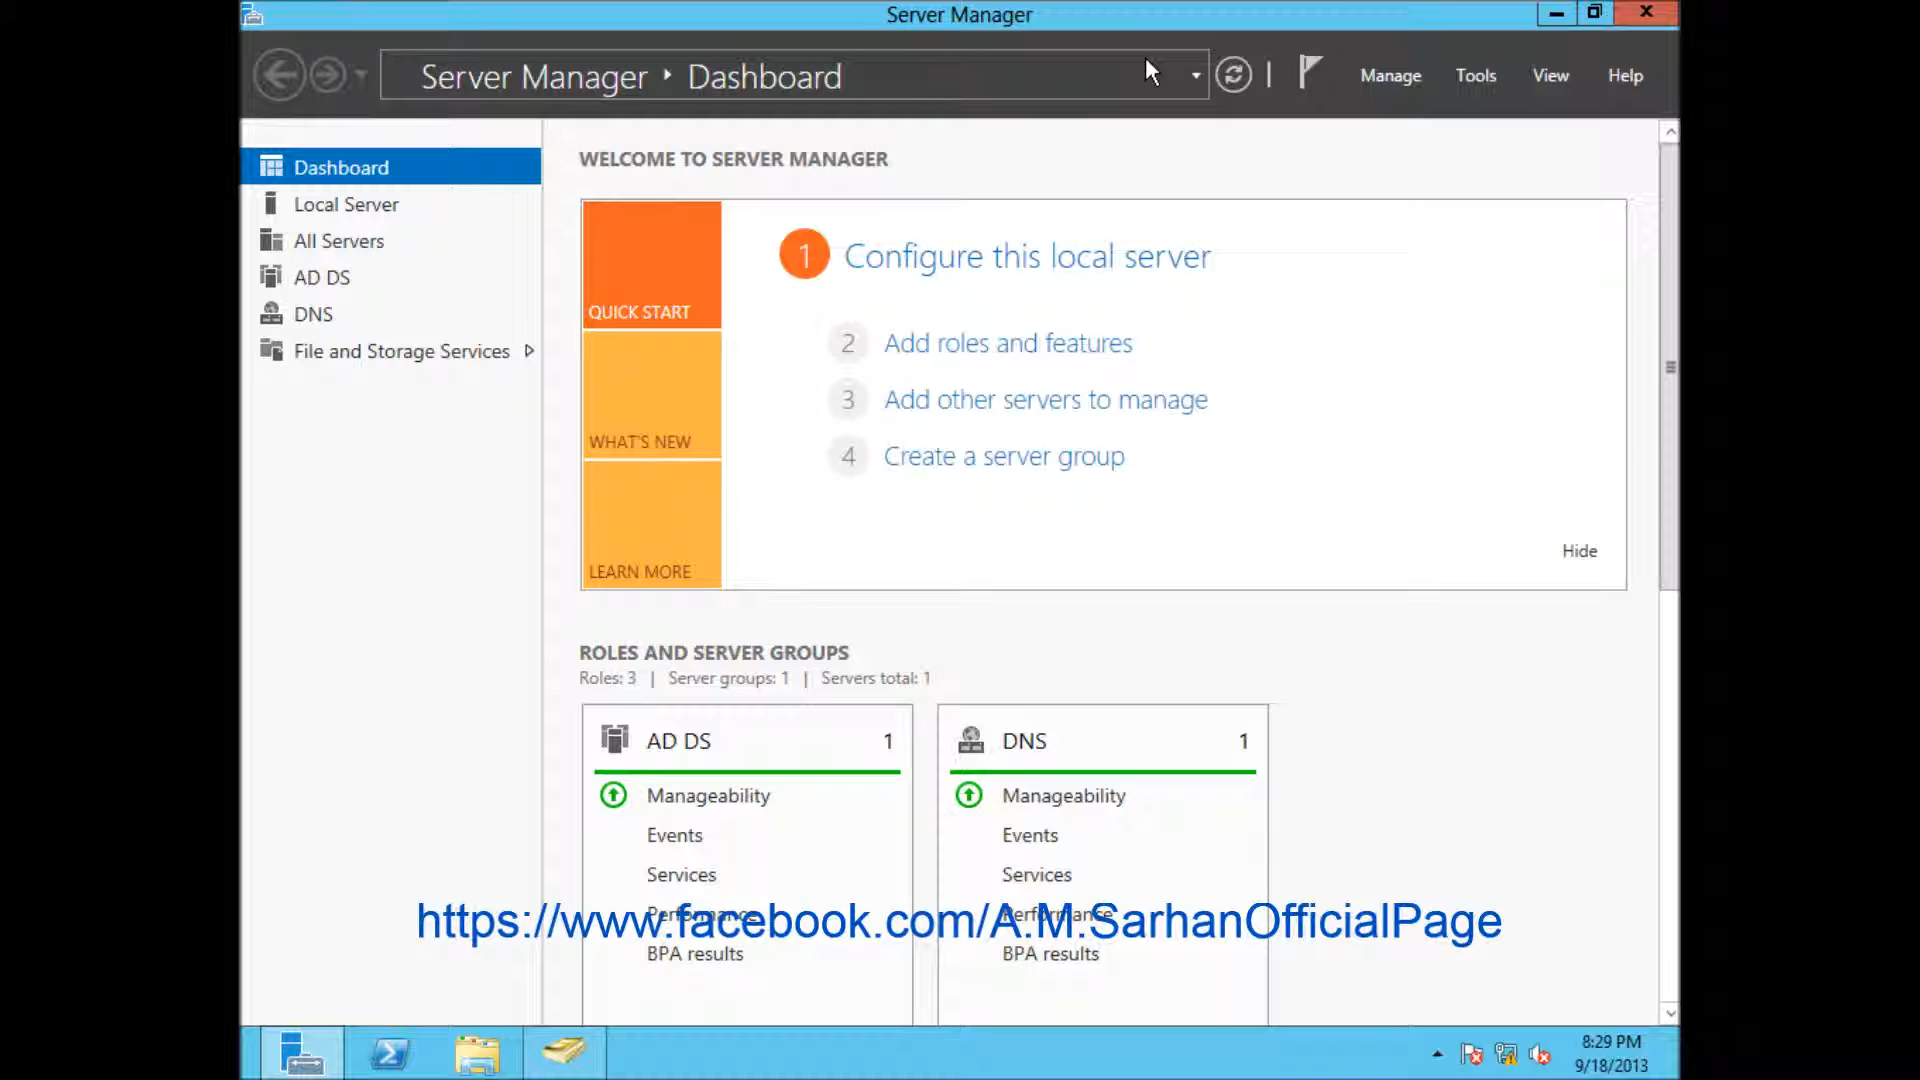 Server Manager
Server Manager ‣ Dashboard
Manage
Tools
View
Help
Dashboard
Local Server
All Servers
AD DS
DNS
File and Storage Services
WELCOME TO SERVER MANAGER
QUICK START
WHAT'S NEW
LEARN MORE
1 Configure this local server
2 Add roles and features
3 Add other servers to manage
4 Create a server group
Hide
ROLES AND SERVER GROUPS
Roles: 3 | Server groups: 1 | Servers total: 1
AD DS 1
Manageability
Events
Services
Performance
BPA results
DNS 1
Manageability
Events
Services
Performance
BPA results
https://www.facebook.com/A.M.SarhanOfficialPage
8:29 PM
9/18/2013